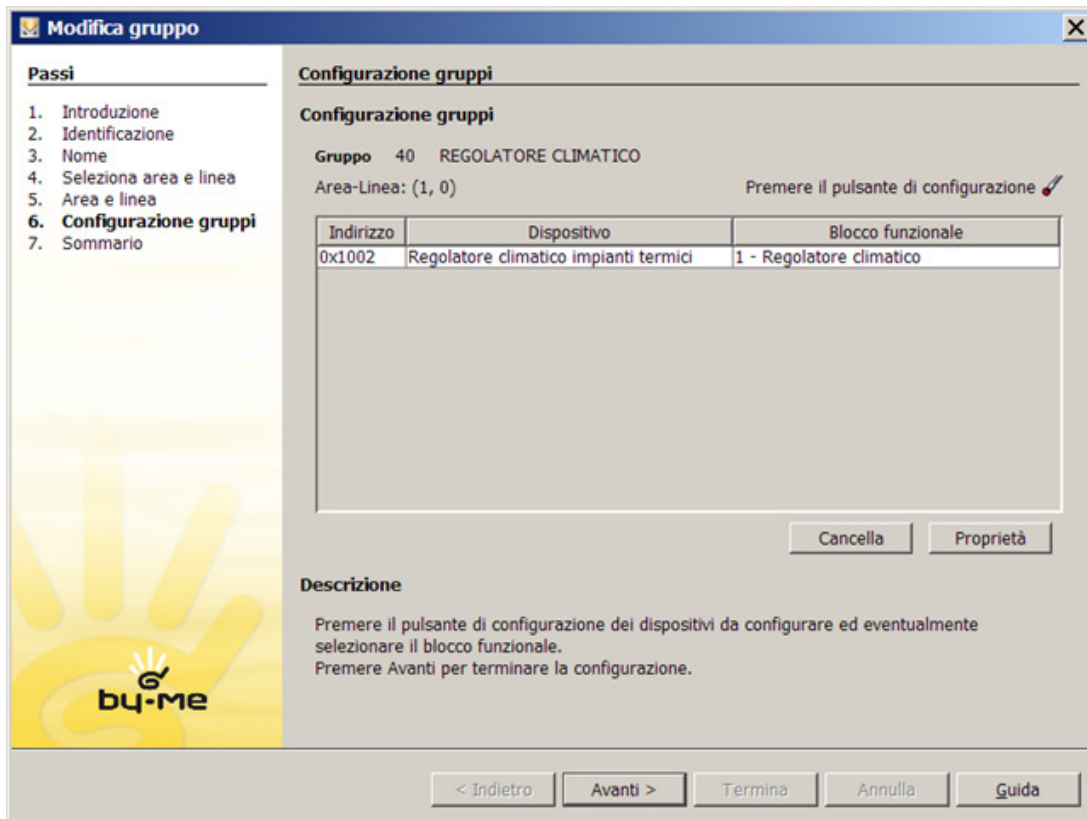 Modifica gruppo
Passi
1. Introduzione
2. Identificazione
3. Nome
4. Seleziona area e linea
5. Area e linea
6. Configurazione gruppi
7. Sommario
by-me
Configurazione gruppi
Configurazione gruppi
Gruppo 40 REGOLATORE CLIMATICO
Area-Linea: (1, 0) Premere il pulsante di configurazione
Indirizzo Dispositivo Blocco funzionale
0x1002 Regolatore climatico impianti termici 1 - Regolatore climatico
Cancella Proprietà
Descrizione
Premere il pulsante di configurazione dei dispositivi da configurare ed eventualmente
selezionare il blocco funzionale.
Premere Avanti per terminare la configurazione.
< Indietro Avanti > Termina Annulla Guida